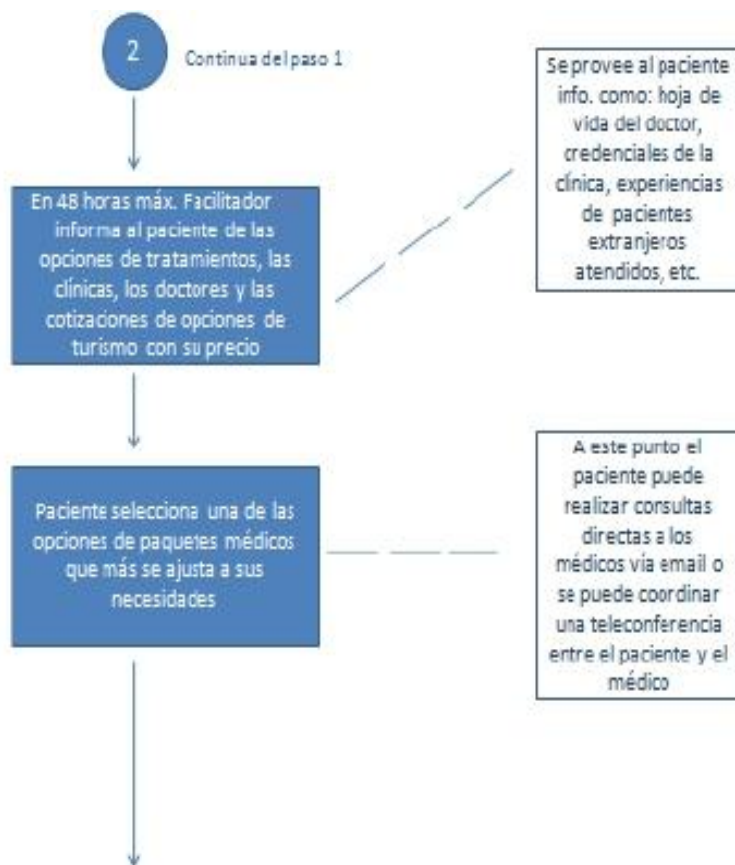 2
Continua del paso 1
Se provee al paciente
info. como: hoja de
vida del doctor,
credenciales de la
clínica, experiencias
de pacientes
extranjeros
atendidos, etc.
En 48 horas máx. Facilitador
informa al paciente de las
opciones de tratamientos, las
clínicas, los doctores y las
cotizaciones de opciones de
turismo con su precio
Paciente selecciona una de las
opciones de paquetes médicos
que más se ajusta a sus
necesidades
A este punto el
paciente puede
realizar consultas
directas a los
médicos vía email o
se puede coordinar
una teleconferencia
entre el paciente y el
médico